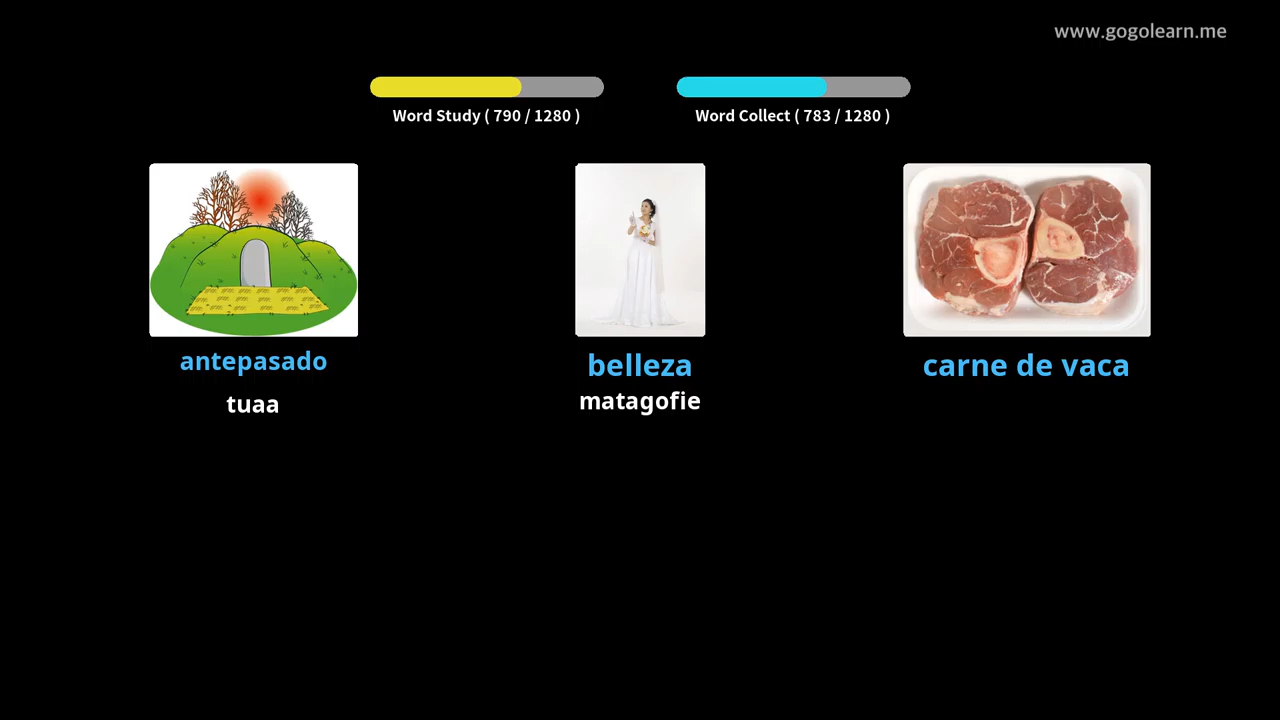 www.gogolearn.me
Word Study ( 790 / 1280 )
Word Collect ( 783 / 1280 )
antepasado
tuaa
belleza
matagofie
carne de vaca